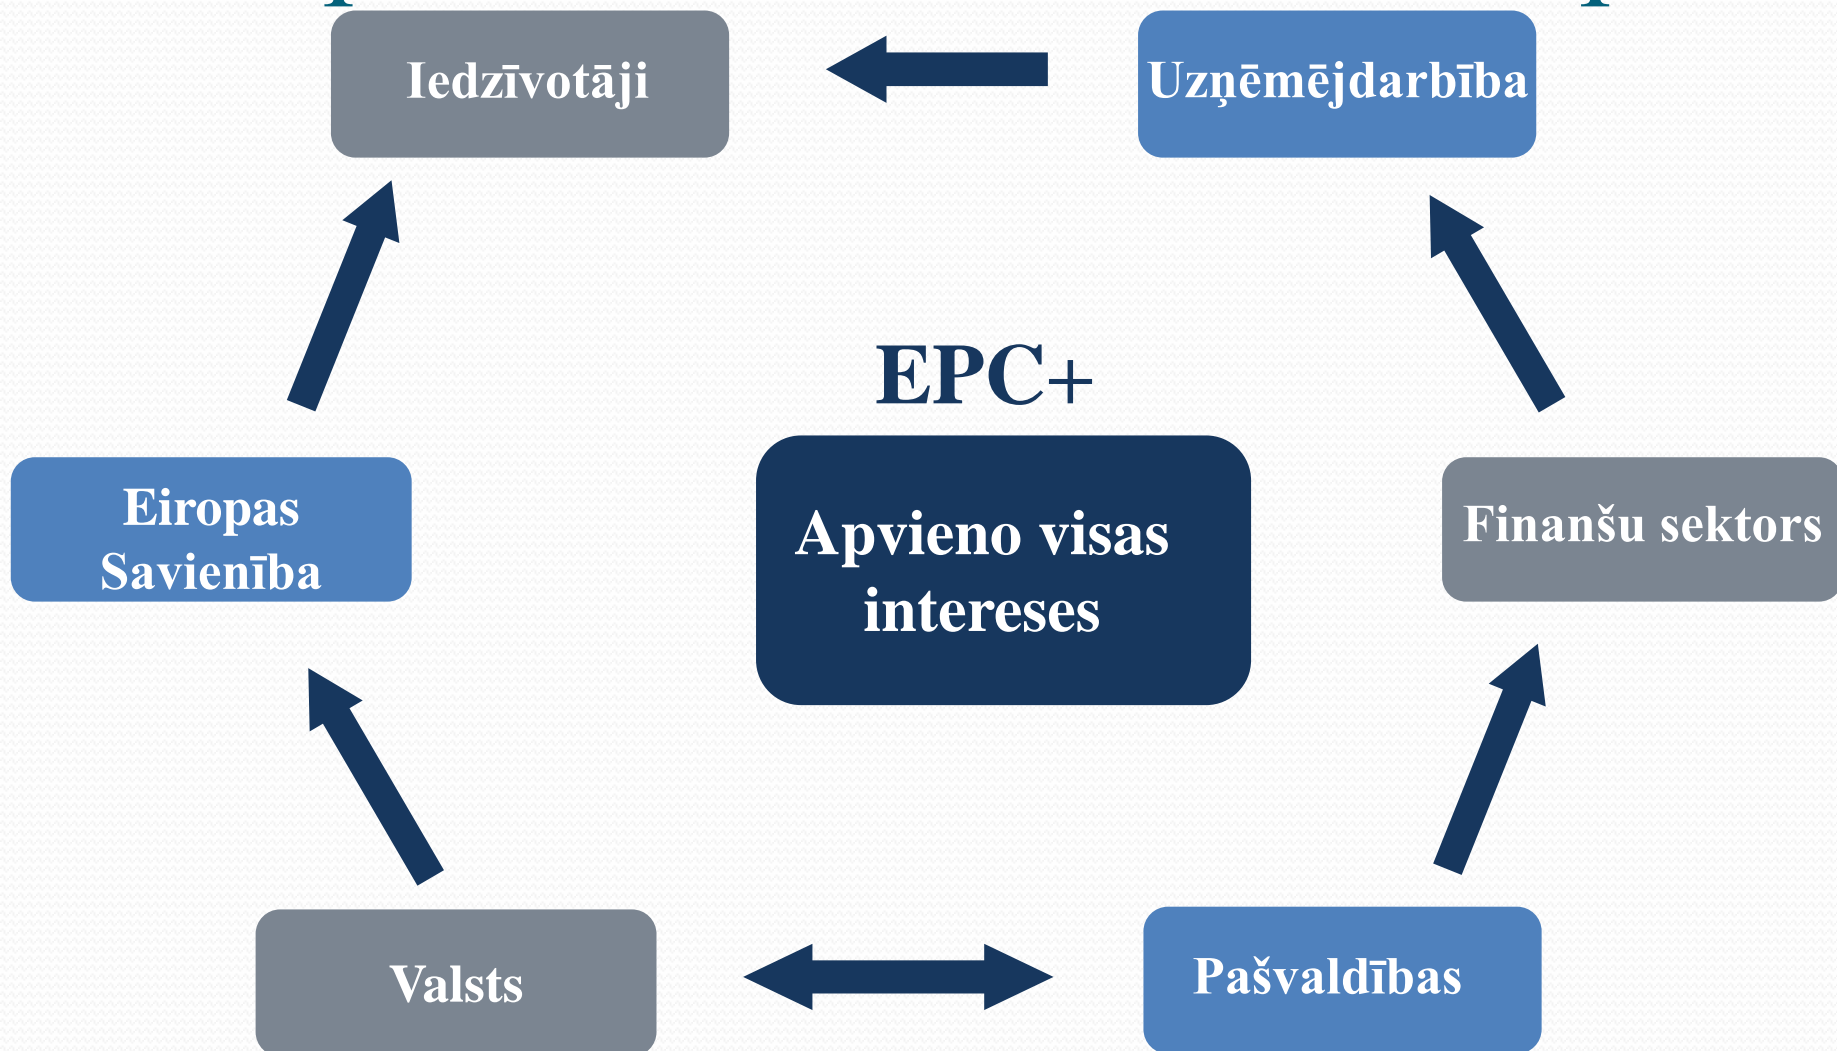 Iedzīvotāji
Uzņēmējdarbība
EPC+
Eiropas
Savienība
Apvieno visas
intereses
Finanšu sektors
Valsts
Pašvaldības